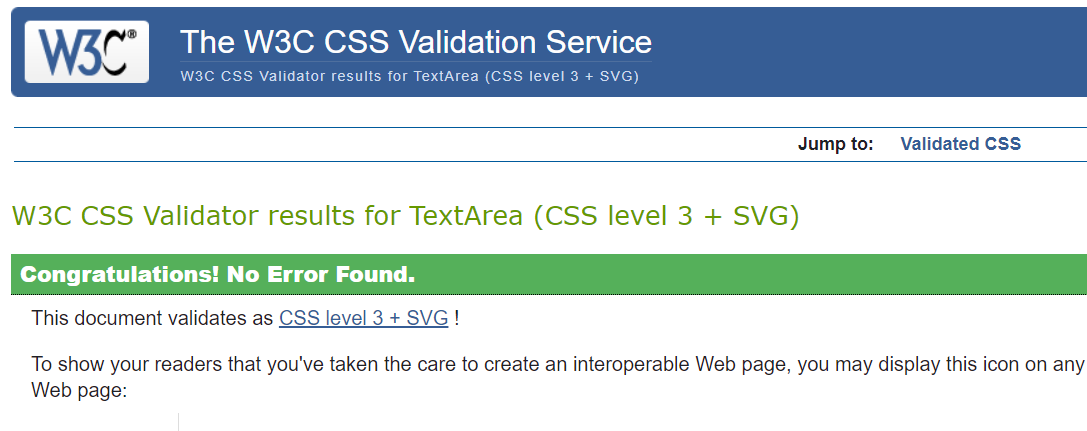 W3C®
The W3C CSS Validation Service
W3C CSS Validator results for TextArea (CSS level 3 + SVG)
Jump to: Validated CSS
W3C CSS Validator results for TextArea (CSS level 3 + SVG)
Congratulations! No Error Found.
This document validates as CSS level 3 + SVG !
To show your readers that you've taken the care to create an interoperable Web page, you may display this icon on any
Web page: